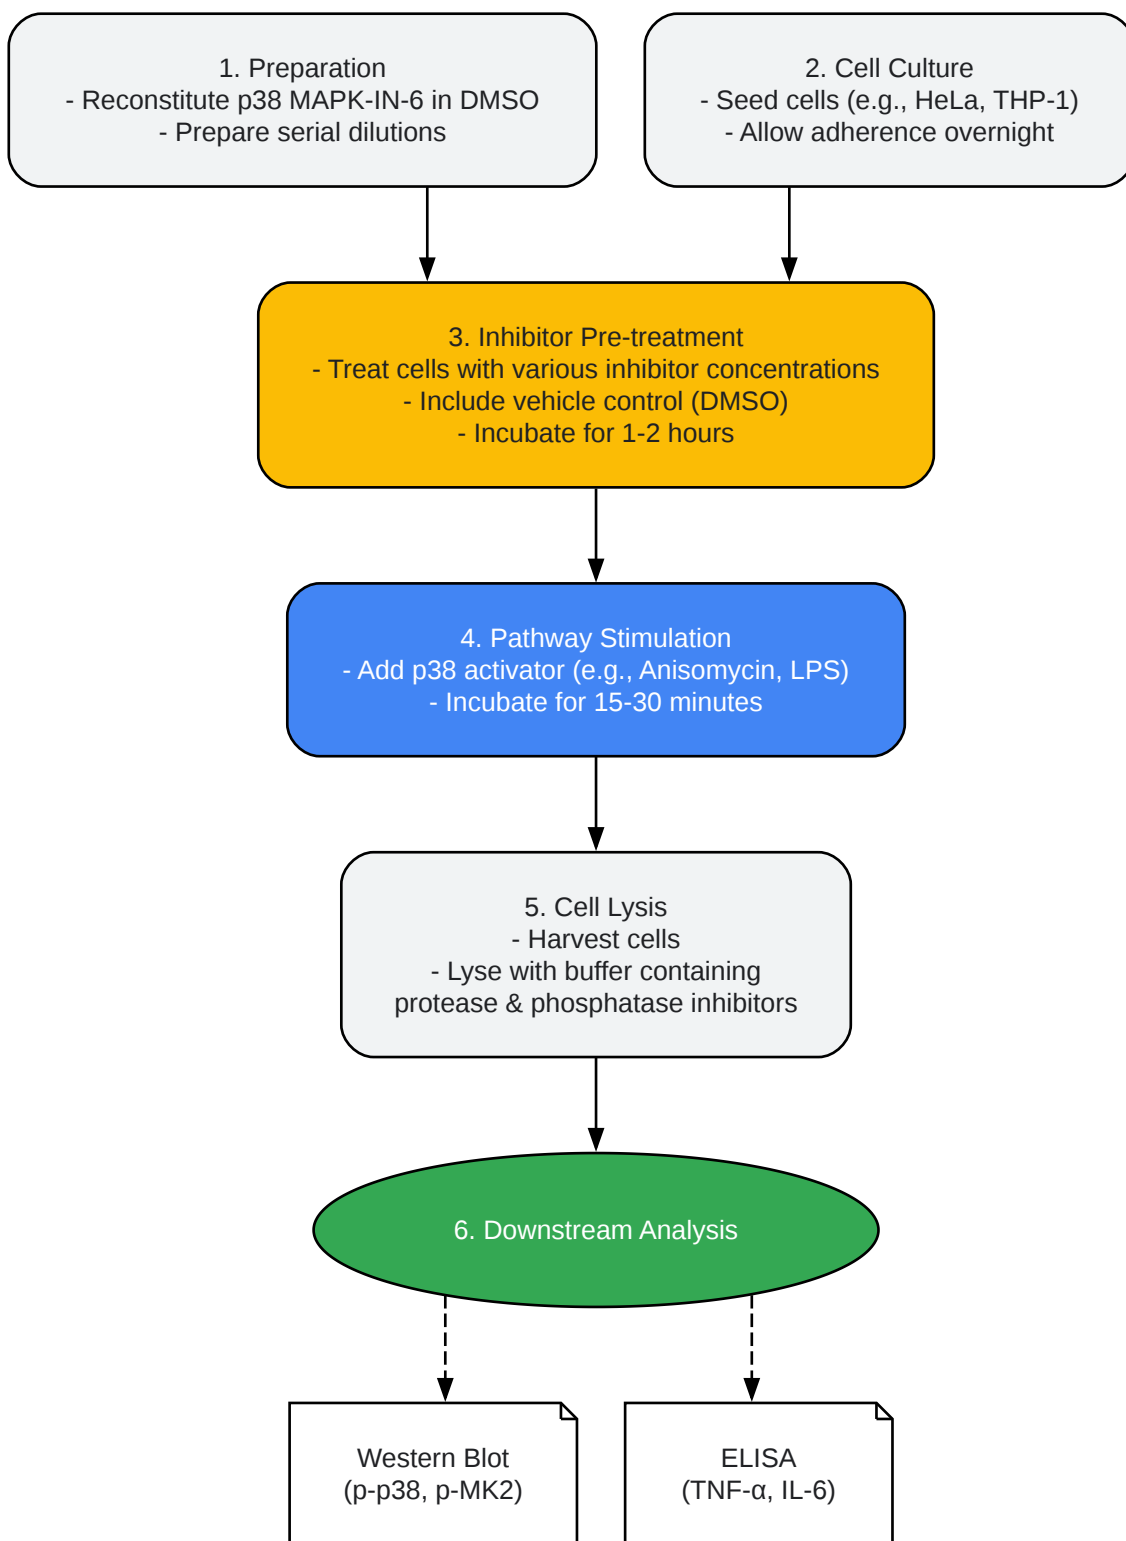 1. Preparation
- Reconstitute p38 MAPK-IN-6 in DMSO
- Prepare serial dilutions
2. Cell Culture
- Seed cells (e.g., HeLa, THP-1)
- Allow adherence overnight
3. Inhibitor Pre-treatment
- Treat cells with various inhibitor concentrations
- Include vehicle control (DMSO)
- Incubate for 1-2 hours
4. Pathway Stimulation
- Add p38 activator (e.g., Anisomycin, LPS)
- Incubate for 15-30 minutes
5. Cell Lysis
- Harvest cells
- Lyse with buffer containing
protease & phosphatase inhibitors
6. Downstream Analysis
Western Blot
(p-p38, p-MK2)
ELISA
(TNF-α, IL-6)